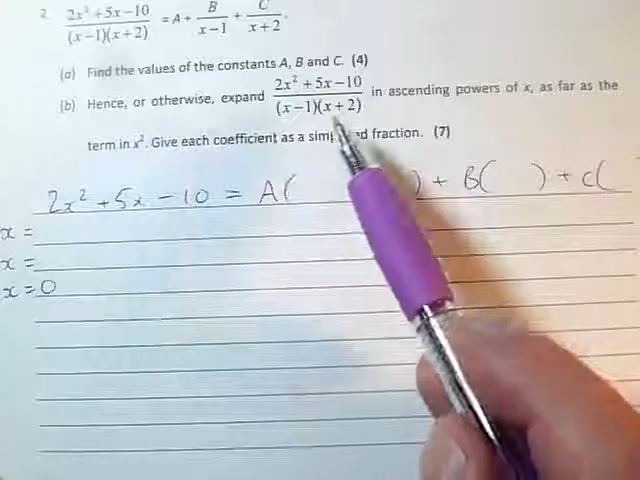 2. (2x² + 5x − 10)/((x − 1)(x + 2)) = A + B/(x − 1) + C/(x + 2).
(a) Find the values of the constants A, B and C. (4)
(b) Hence, or otherwise, expand (2x² + 5x − 10)/((x − 1)(x + 2)) in ascending powers of x, as far as the
term in x². Give each coefficient as a fraction. (7)
2x² + 5x − 10 = A( ) + B( ) + C(
x =
x =
x = 0